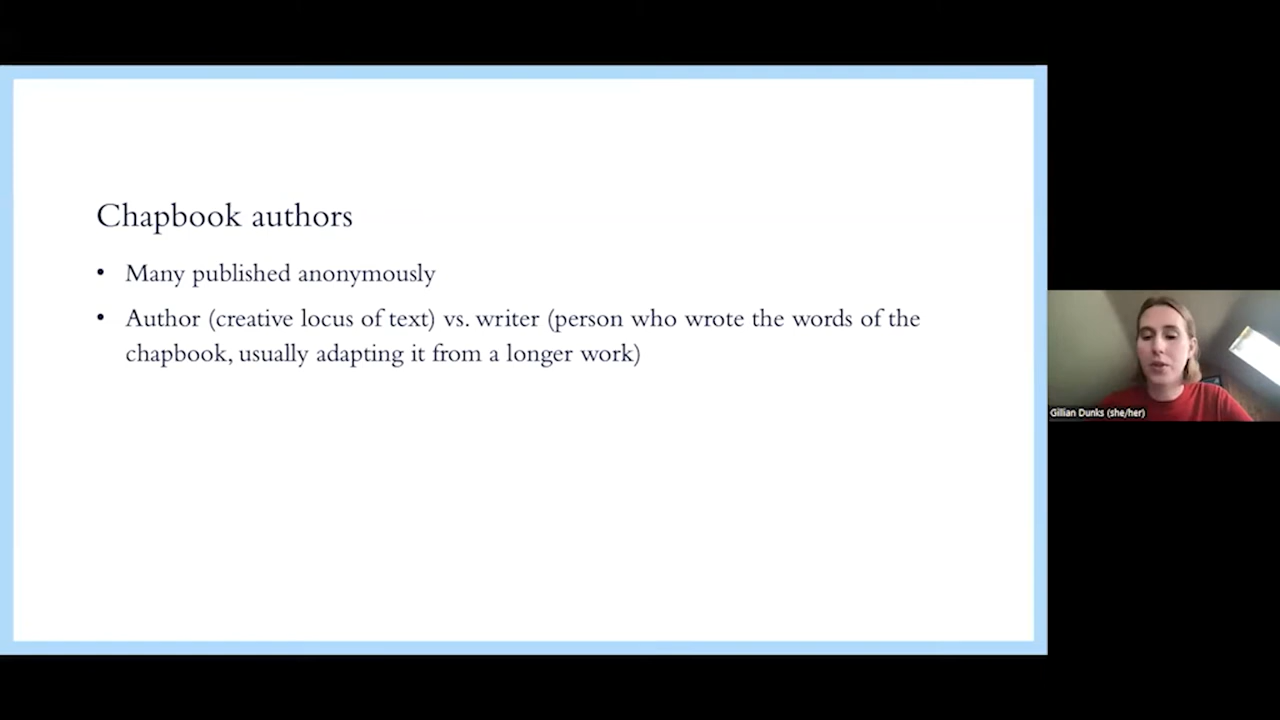 Chapbook authors
• Many published anonymously
• Author (creative locus of text) vs. writer (person who wrote the words of the
chapbook, usually adapting it from a longer work)
Gillian Dunks (she/her)